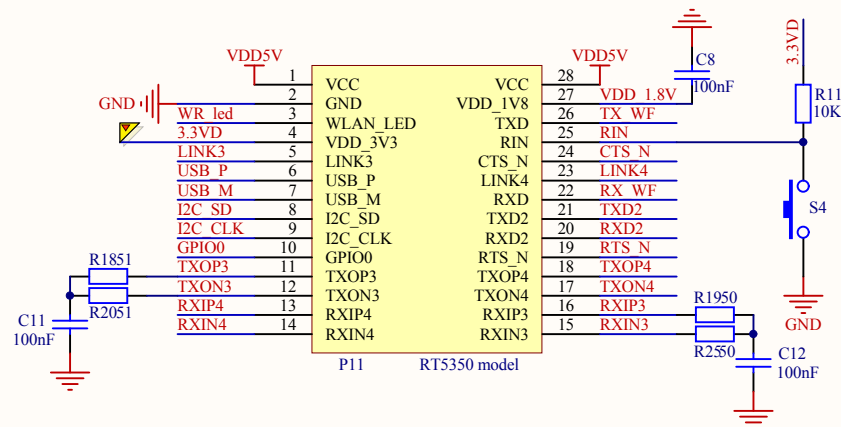 VDD5V
VDD5V
C8
100nF
3.3VD
R11
10K
1 VCC
VCC 28
GND
2 GND
VDD_1V8 27 VDD_1.8V
WR_led 3 WLAN_LED
TXD 26 TX_WF
3.3VD 4 VDD_3V3
RIN 25 RIN
LINK3 5 LINK3
CTS_N 24 CTS_N
USB_P 6 USB_P
LINK4 23 LINK4
USB_M 7 USB_M
RXD 22 RX_WF
I2C_SD 8 I2C_SD
TXD2 21 TXD2
I2C_CLK 9 I2C_CLK
RXD2 20 RXD2
GPIO0 10 GPIO0
RTS_N 19 RTS_N
TXOP3 11 TXOP3
TXOP4 18 TXOP4
TXON3 12 TXON3
TXON4 17 TXON4
RXIP4 13 RXIP4
RXIP3 16 RXIP3
RXIN4 14 RXIN4
RXIN3 15 RXIN3
S4
GND
R1851
R2051
C11
100nF
R1950
R2550
C12
100nF
P11
RT5350 model